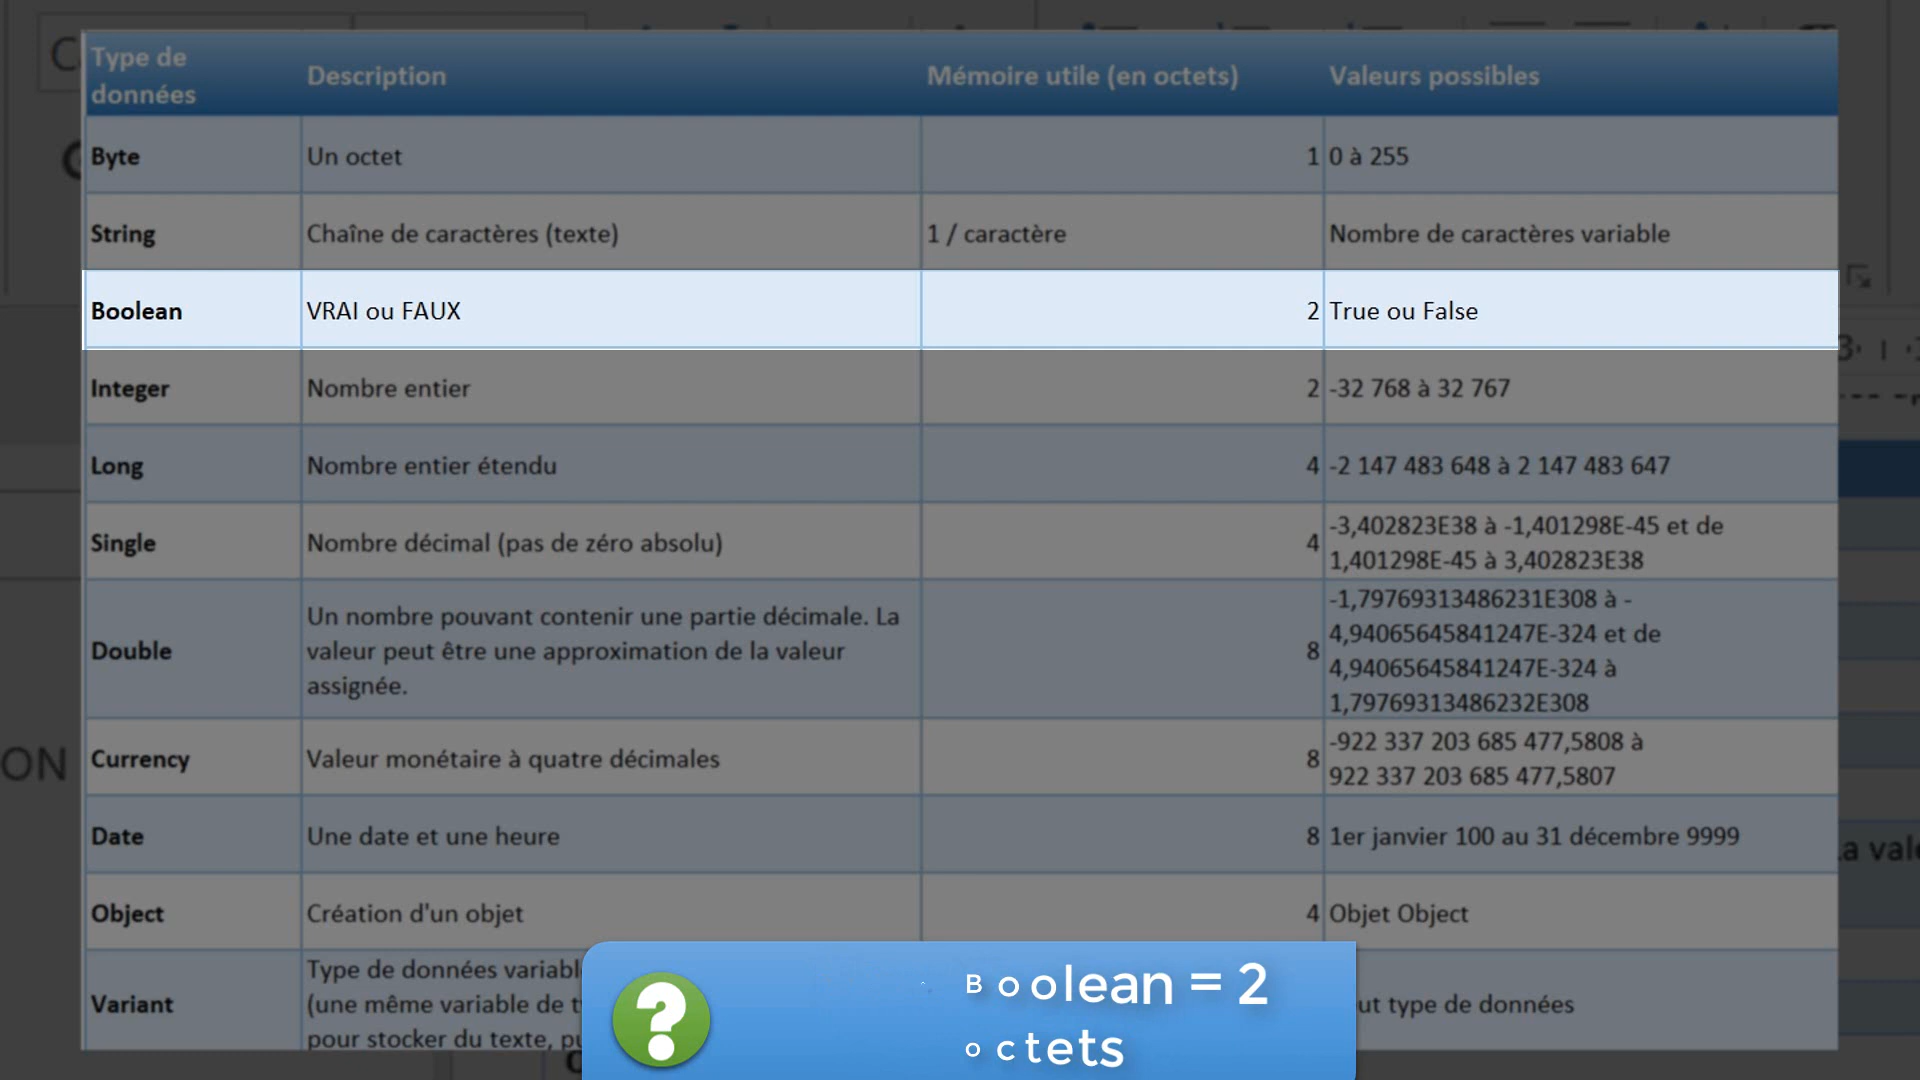 Type de données
Description
Mémoire utile (en octets)
Valeurs possibles
Byte
Un octet
1
0 à 255
String
Chaîne de caractères (texte)
1 / caractère
Nombre de caractères variable
Boolean
VRAI ou FAUX
2
True ou False
Integer
Nombre entier
2
-32 768 à 32 767
Long
Nombre entier étendu
4
-2 147 483 648 à 2 147 483 647
Single
Nombre décimal (pas de zéro absolu)
4
-3,402823E38 à -1,401298E-45 et de
1,401298E-45 à 3,402823E38
Double
Un nombre pouvant contenir une partie décimale. La
valeur peut être une approximation de la valeur
assignée.
8
-1,79769313486231E308 à -
4,94065645841247E-324 et de
4,94065645841247E-324 à
1,79769313486232E308
Currency
Valeur monétaire à quatre décimales
8
-922 337 203 685 477,5808 à
922 337 203 685 477,5807
Date
Une date et une heure
8
1er janvier 100 au 31 décembre 9999
Object
Création d'un objet
4
Objet Object
Variant
Type de données
(une même variable de
pour stocker du texte,
type de données
ON
Boolean = 2
octets